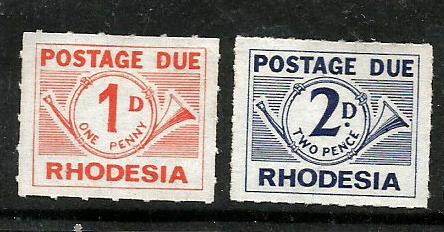 POSTAGE DUE
1D
ONE PENNY
RHODESIA
POSTAGE DUE
2D.
TWO PENCE
RHODESIA